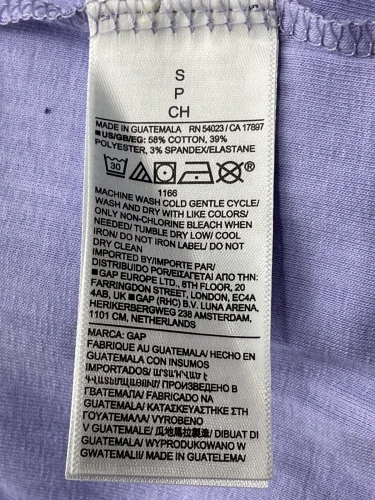 S
P
CH
MADE IN GUATEMALA RN 54023 / CA 17897
■ US/GB/EG: 58% COTTON, 39%
POLYESTER, 3% SPANDEX/ELASTANE
30
1166
MACHINE WASH COLD GENTLE CYCLE/
WASH AND DRY WITH LIKE COLORS/
ONLY NON-CHLORINE BLEACH WHEN
NEEDED/ TUMBLE DRY LOW/ COOL
IRON/ DO NOT IRON LABEL/ DO NOT
DRY CLEAN
IMPORTED BY/IMPORTE PAR/
DISTRIBUIDO POR/ΕΙΣΑΓΕΤΑΙ ΑΠΟ ΤΗΝ:
■ GAP EUROPE LTD., 8TH FLOOR, 20
FARRINGDON STREET, LONDON, EC4A
4AB, UK ■ GAP (RHC) B.V. LUNA ARENA,
HERIKERBERGWEG 238 AMSTERDAM,
1101 CM, NETHERLANDS
MARCA: GAP
FABRIQUE AU GUATEMALA/ HECHO EN
GUATEMALA CON INSUMOS
IMPORTADOS/ ԱՐՏԱԴՐՎԱԾ Է
ԳՎԱՏԵՄԱԼԱՅՈՒՄ/ ПРОИЗВЕДЕНО В
ГВАТЕМАЛА/ FABRICADO NA
GUATEMALA/ ΚΑΤΑΣΚΕΥΑΣΤΗΚΕ ΣΤΗ
ΓΟΥΑΤΕΜΑΛΑ/ VYROBENO
V GUATEMALE/ 瓜地馬拉製造/ DIBUAT DI
GUATEMALA/ WYPRODUKOWANO W
GWATEMALII/ MADE IN GUATELEMA/